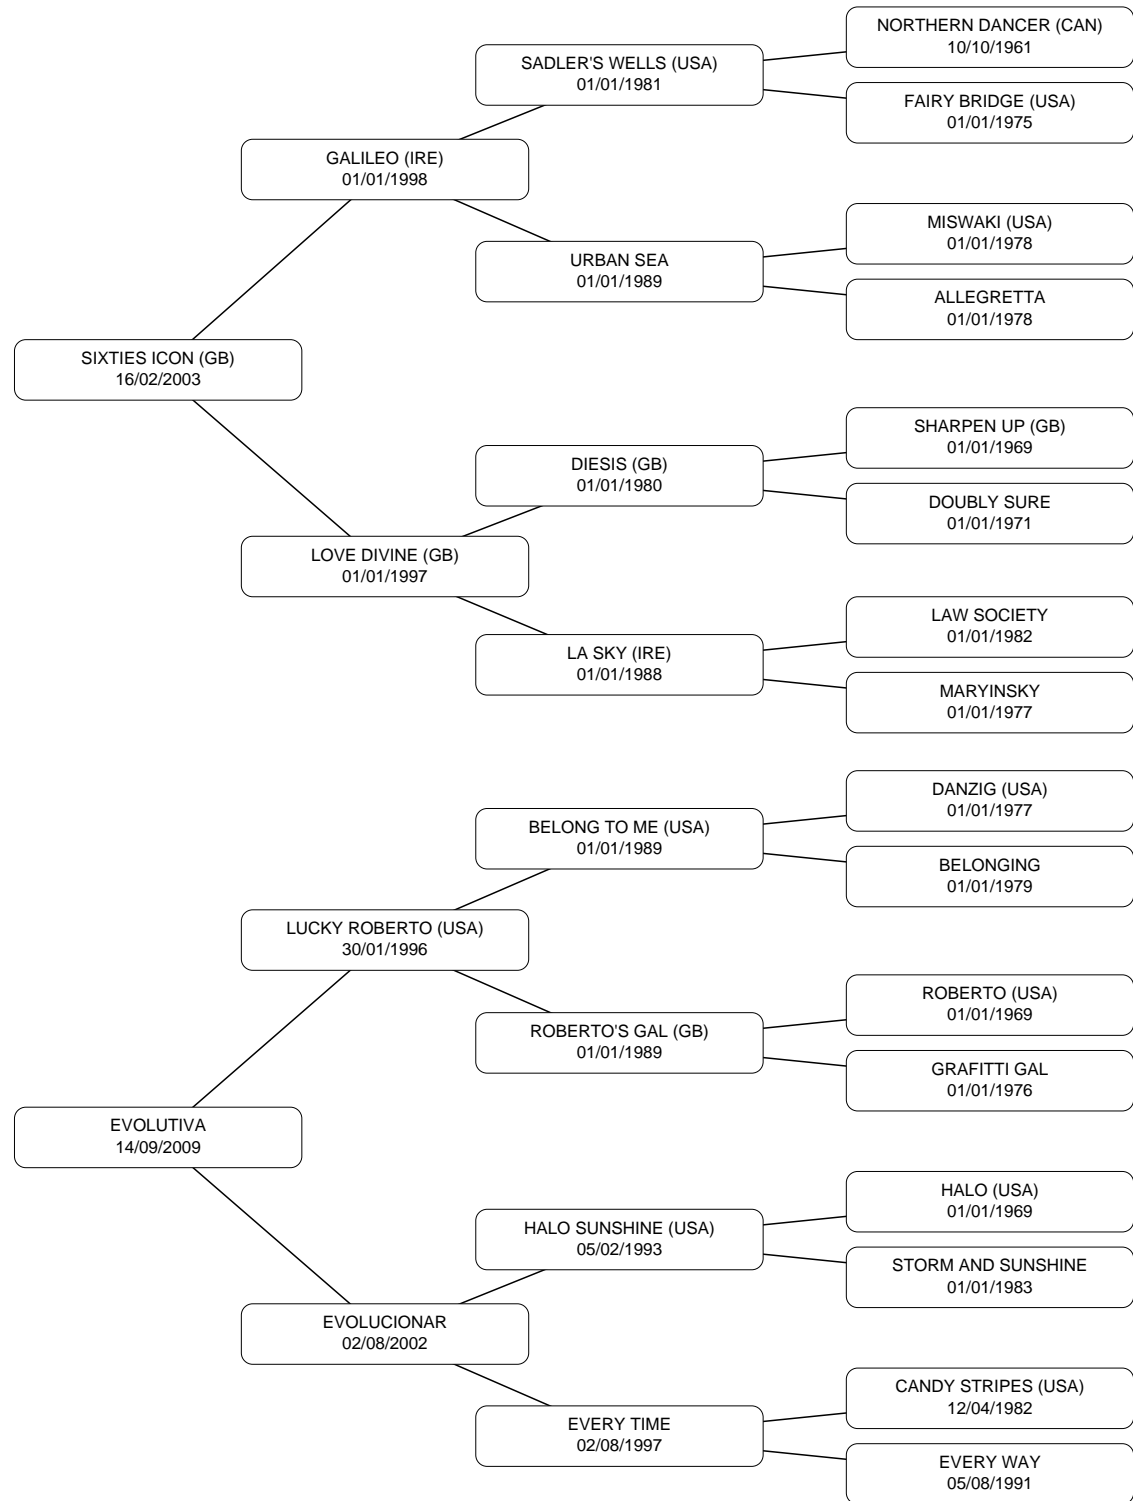 NORTHERN DANCER (CAN)
10/10/1961
SADLER'S WELLS (USA)
01/01/1981
FAIRY BRIDGE (USA)
01/01/1975
GALILEO (IRE)
01/01/1998
MISWAKI (USA)
01/01/1978
URBAN SEA
01/01/1989
ALLEGRETTA
01/01/1978
SIXTIES ICON (GB)
16/02/2003
SHARPEN UP (GB)
01/01/1969
DIESIS (GB)
01/01/1980
DOUBLY SURE
01/01/1971
LOVE DIVINE (GB)
01/01/1997
LAW SOCIETY
01/01/1982
LA SKY (IRE)
01/01/1988
MARYINSKY
01/01/1977
DANZIG (USA)
01/01/1977
BELONG TO ME (USA)
01/01/1989
BELONGING
01/01/1979
LUCKY ROBERTO (USA)
30/01/1996
ROBERTO (USA)
01/01/1969
ROBERTO'S GAL (GB)
01/01/1989
GRAFITTI GAL
01/01/1976
EVOLUTIVA
14/09/2009
HALO (USA)
01/01/1969
HALO SUNSHINE (USA)
05/02/1993
STORM AND SUNSHINE
01/01/1983
EVOLUCIONAR
02/08/2002
CANDY STRIPES (USA)
12/04/1982
EVERY TIME
02/08/1997
EVERY WAY
05/08/1991